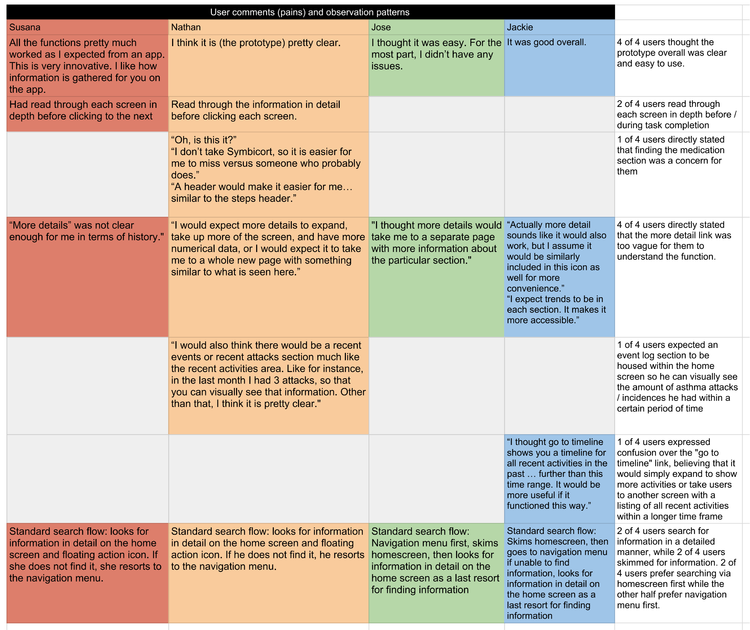 User comments (pains) and observation patterns
Susana
Nathan
Jose
Jackie
All the functions pretty much
worked as I expected from an app.
This is very innovative. I like how
information is gathered for you on
the app.
I think it is (the prototype) pretty clear.
I thought it was easy. For the
most part, I didn't have any
issues.
It was good overall.
4 of 4 users thought the
prototype overall was clear
and easy to use.
Had read through each screen in
depth before clicking to the next
Read through the information in detail
before clicking each screen.
2 of 4 users read through
each screen in depth before /
during task completion
“Oh, is this it?”
“I don't take Symbicort, so it is easier for
me to miss versus someone who probably
does.”
“A header would make it easier for me…
similar to the steps header.”
1 of 4 users directly stated
that finding the medication
section was a concern for
them
“More details” was not clear
enough for me in terms of history."
“I would expect more details to expand,
take up more of the screen, and have more
numerical data, or I would expect it to take
me to a whole new page with something
similar to what is seen here.”
"I thought more details would
take me to a separate page
with more information about
the particular section."
“Actually more detail
sounds like it would also
work, but I assume it
would be similarly
included in this icon as
well for more
convenience.”
“I expect trends to be in
each section. It makes it
more accessible.”
4 of 4 users directly stated
that the more detail link was
too vague for them to
understand the function.
“I would also think there would be a recent
events or recent attacks section much like
the recent activities area. Like for instance,
in the last month I had 3 attacks, so that
you can visually see that information. Other
than that, I think it is pretty clear."
1 of 4 users expected an
event log section to be
housed within the home
screen so he can visually see
the amount of asthma attacks
/ incidences he had within a
certain period of time
“I thought go to timeline
shows you a timeline for
all recent activities in the
past … further than this
time range. It would be
more useful if it
functioned this way.”
1 of 4 users expressed
confusion over the "go to
timeline" link, believing that it
would simply expand to show
more activities or take users
to another screen with a
listing of all recent activities
within a longer time frame
Standard search flow: looks for
information in detail on the home
screen and floating action icon. If
she does not find it, she resorts to
the navigation menu.
Standard search flow: looks for information
in detail on the home screen and floating
action icon. If he does not find it, he resorts
to the navigation menu.
Standard search flow:
Navigation menu first, skims
homescreen, then looks for
information in detail on the
home screen as a last resort
for finding information
Standard search flow:
Skims homescreen, then
goes to navigation menu
if unable to find
information, looks for
information in detail on
the home screen as a
last resort for finding
information
2 of 4 users search for
information in a detailed
manner, while 2 of 4 users
skimmed for information. 2 of
4 users prefer searching via
homescreen first while the
other half prefer navigation
menu first.